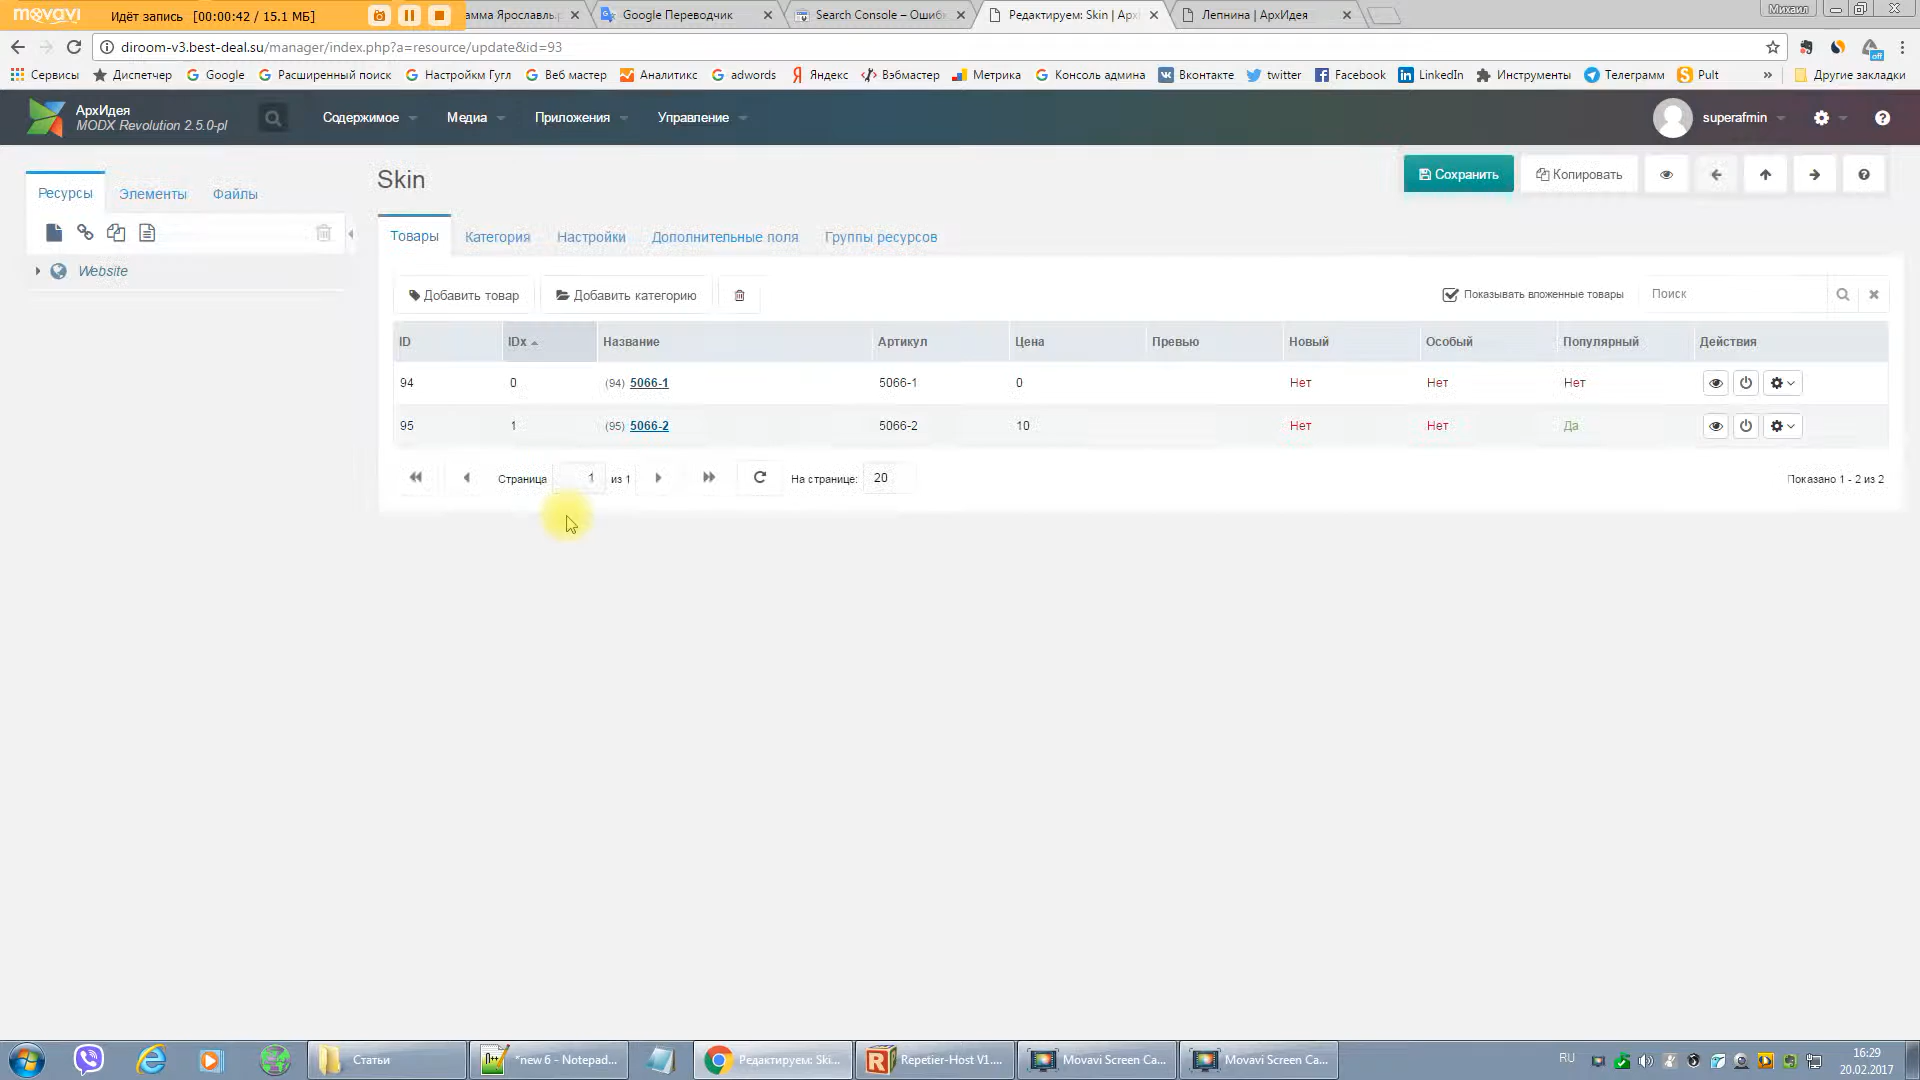 movavi
Идёт запись [00:00:42 / 15.1 МБ]
амма Ярославль.
Google Переводчик
Search Console – Ошиб
Редактируем: Skin | Арх
Лепнина | АрхИдея
Михаил
diroom-v3.best-deal.su/manager/index.php?a=resource/update&id=93
Сервисы
Диспетчер
Google
Расширенный поиск
Настройкм Гугл
Веб мастер
Аналитикс
adwords
Яндекс
Вэбмастер
Метрика
Консоль админа
Вконтакте
twitter
Facebook
LinkedIn
Инструменты
Телеграмм
Pult
»
Другие закладки
off
АрхИдея
MODX Revolution 2.5.0-pl
Содержимое
Медиа
Приложения
Управление
superafmin
Ресурсы
Элементы
Файлы
Website
Skin
Сохранить
Копировать
Товары
Категория
Настройки
Дополнительные поля
Группы ресурсов
Добавить товар
Добавить категорию
Показывать вложенные товары
Поиск
ID IDx Название Артикул Цена Превью Новый Особый Популярный Действия
94 0 (94) 5066-1 5066-1 0 Нет Нет Нет
95 1 (95) 5066-2 5066-2 10 Нет Нет Да
Страница 1 из 1
На странице: 20
Показано 1 - 2 из 2
Статьи
*new 6 - Notepad...
Редактируем: Ski...
Repetier-Host V1....
Movavi Screen Ca...
Movavi Screen Ca...
RU
16:29
20.02.2017